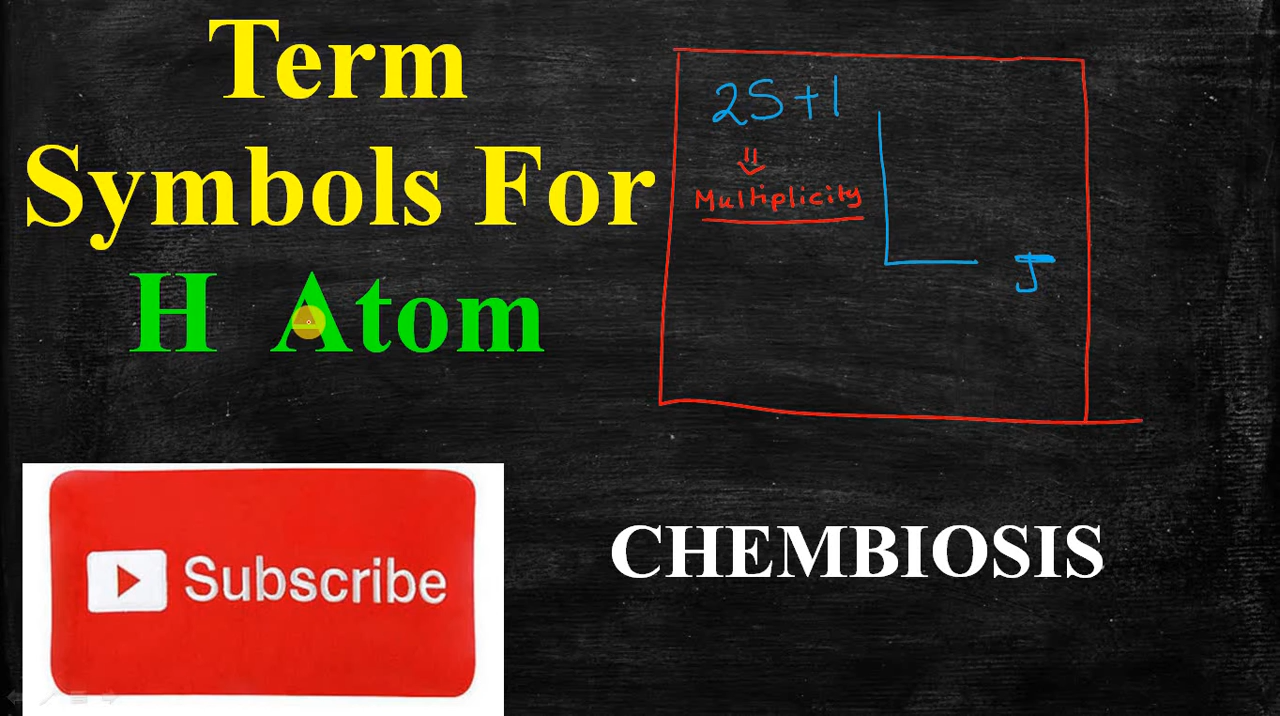 Term
Symbols For
H Atom
2S+1
L
J
Multiplicity
Subscribe
CHEMBIOSIS